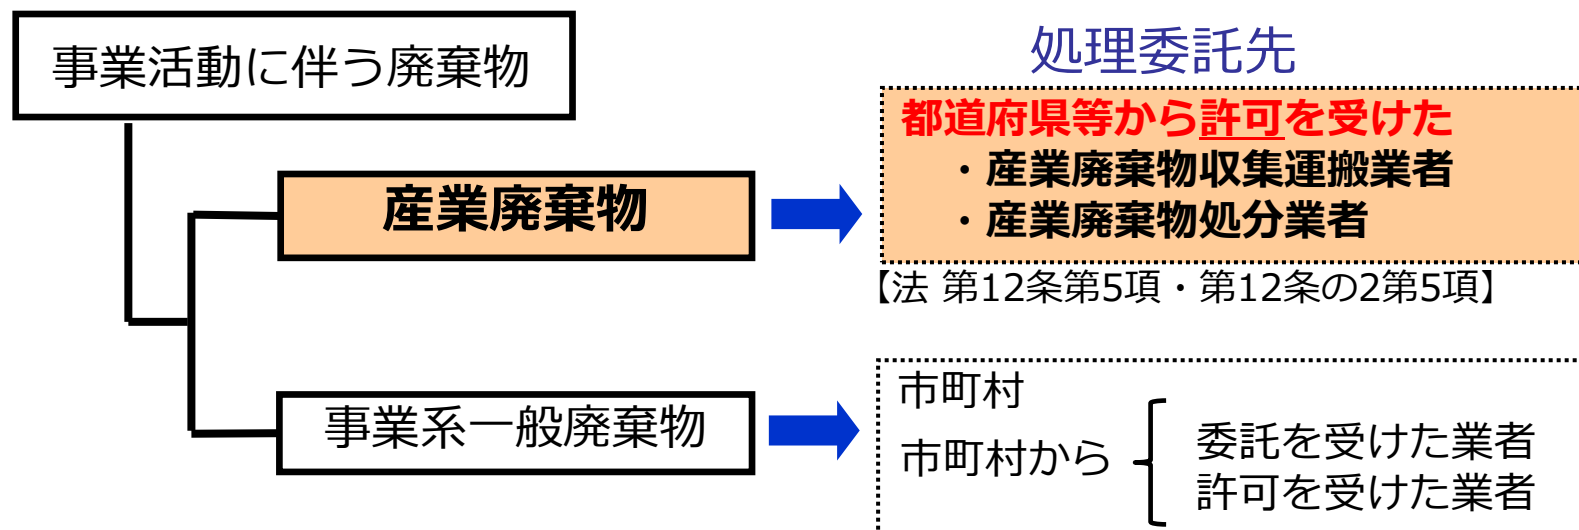 事業活動に伴う廃棄物
処理委託先
都道府県等から許可を受けた
・産業廃棄物収集運搬業者
・産業廃棄物処分業者
産業廃棄物
【法 第12条第5項・第12条の2第5項】
事業系一般廃棄物
市町村
市町村から
委託を受けた業者
許可を受けた業者